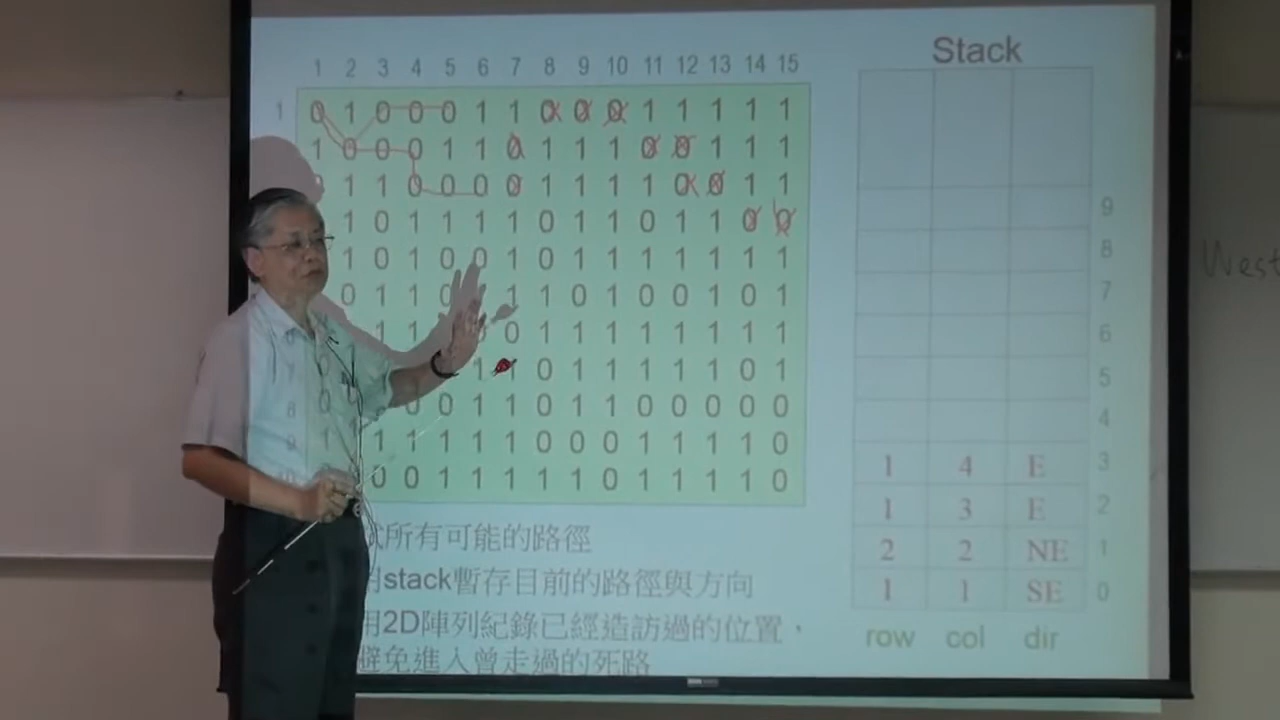 Stack
1 2 3 4 5 6 7 8 9 10 11 12 13 14 15
1 0 1 0 0 0 1 1 0 0 0 1 1 1 1 1
1 0 0 0 1 1 0 1 1 1 0 0 1 1 1
1 1 0 0 0 0 1 1 1 1 0 0 1 1
9
1 0 1 1 1 1 0 1 1 0 1 1 0 0
West
1 0 1 0 0 1 0 1 1 1 1 1 1 1
8
0 1 1 0 1 1 0 1 0 0 1 0 1
7
1 1 0 1 1 1 1 1 1 1 1
6
1 1 0 1 1 1 1 1 0 1
5
8 0 0 0 1 1 0 1 1 0 0 0 0 0
4
9 1 1 1 1 1 1 0 0 0 1 1 1 1 0
1 4 E 3
0 0 1 1 1 1 1 0 1 1 1 1 0
1 3 E 2
試所有可能的路徑
2 2 NE 1
用stack暫存目前的路徑與方向
1 1 SE 0
用2D陣列紀錄已經造訪過的位置，
row col dir
避免進入曾走過的死路